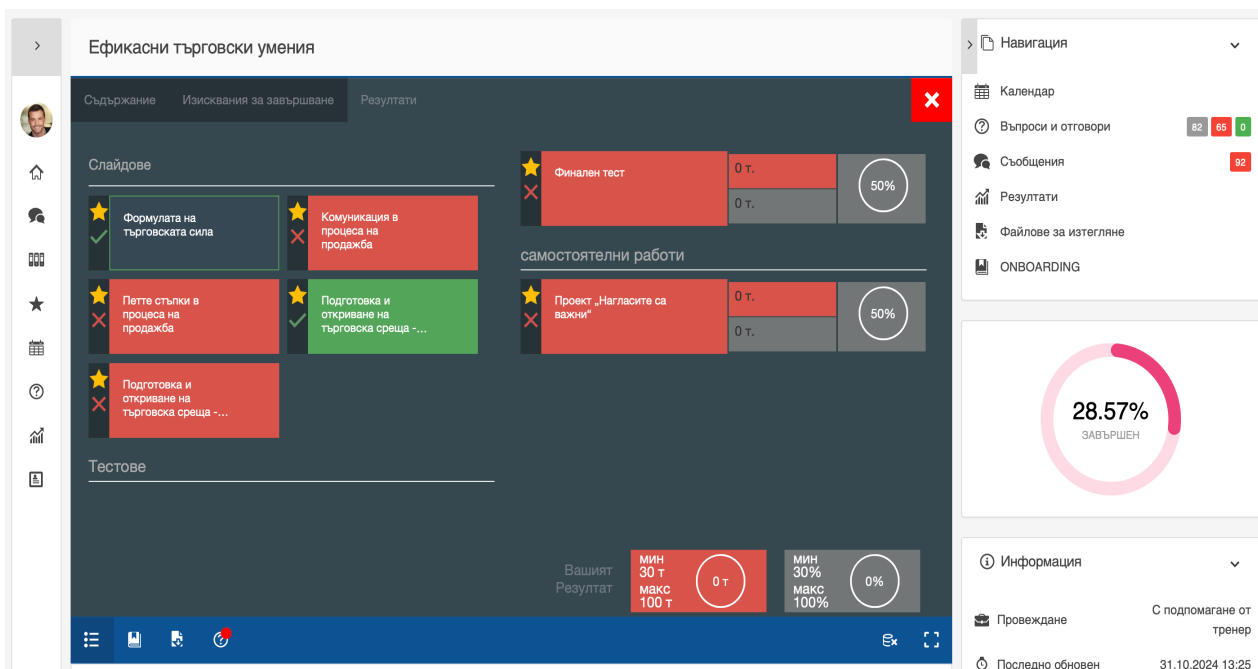 Ефикасни търговски умения
Съдържание
Изисквания за завършване
Резултати
Слайдове
Формулата на
търговската сила
Комуникация в
процеса на
продажба
Петте стъпки в
процеса на
продажба
Подготовка и
откриване на
търговска среща -...
Подготовка и
откриване на
търговска среща -...
Тестове
Финален тест
0 т.
0 т.
50%
самостоятелни работи
Проект „Нагласите са
важни“
0 т.
0 т.
50%
Вашият
Резултат
мин
30 т
макс
100 т
0 т
мин
30%
макс
100%
0%
Навигация
Календар
Въпроси и отговори
82 65 0
Съобщения
92
Резултати
Файлове за изтегляне
ONBOARDING
28.57%
ЗАВЪРШЕН
Информация
Провеждане
С подпомагане от
тренер
Последно обновен
31.10.2024 13:25